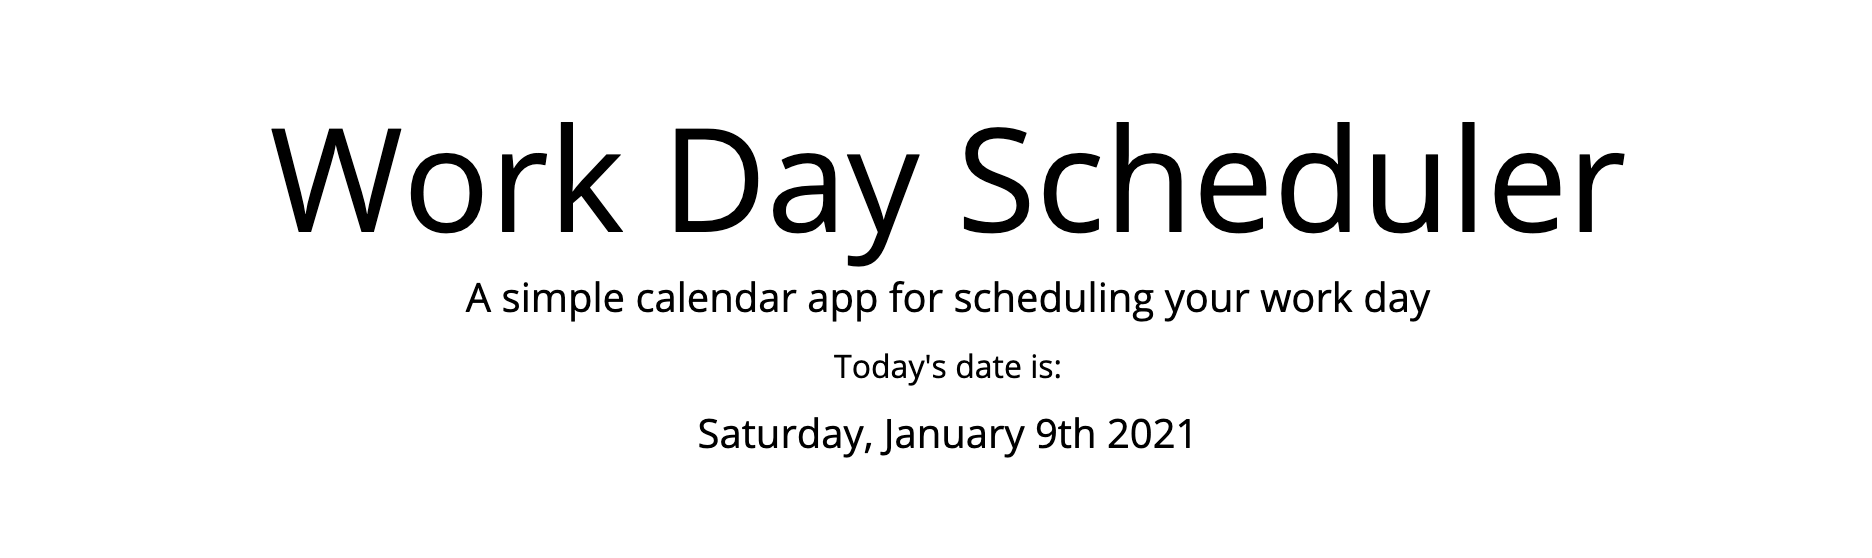 Work Day Scheduler
A simple calendar app for scheduling your work day
Today's date is:
Saturday, January 9th 2021